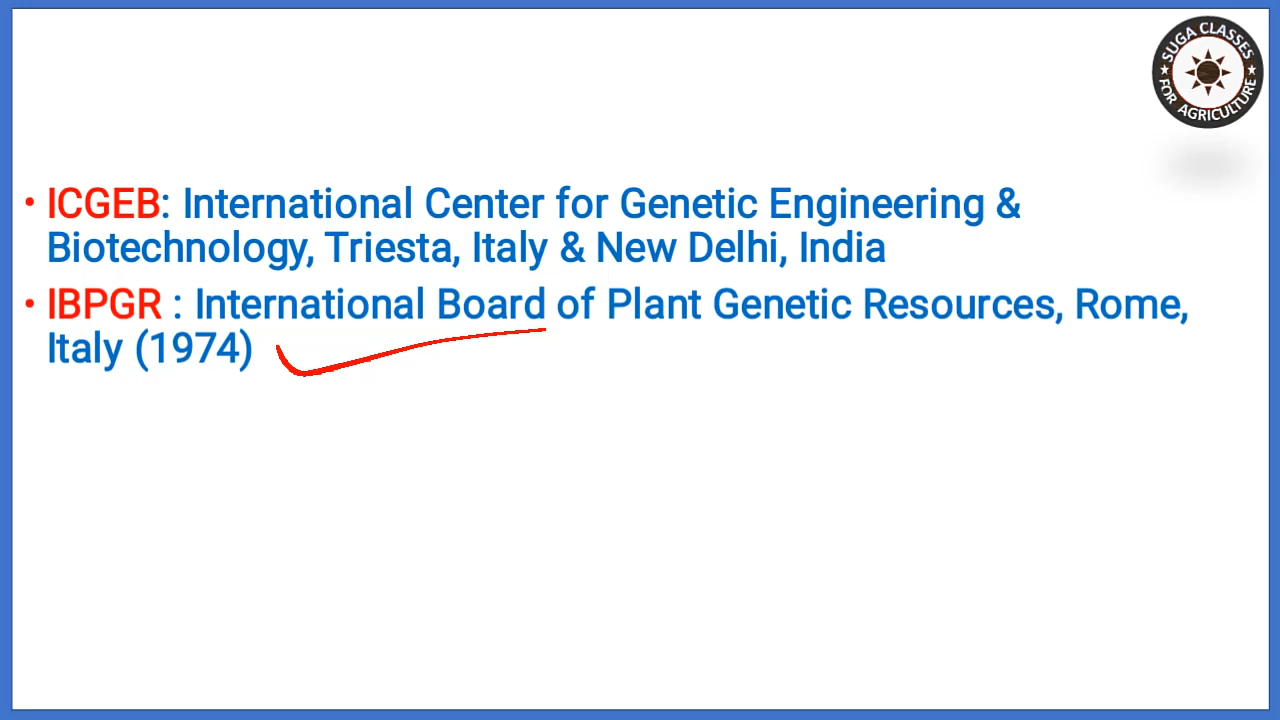 SUGA CLASSES
FOR AGRICULTURE
• ICGEB: International Center for Genetic Engineering &
Biotechnology, Triesta, Italy & New Delhi, India
• IBPGR : International Board of Plant Genetic Resources, Rome,
Italy (1974)